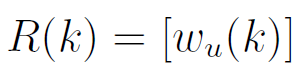 R(k) = [w_u(k)]